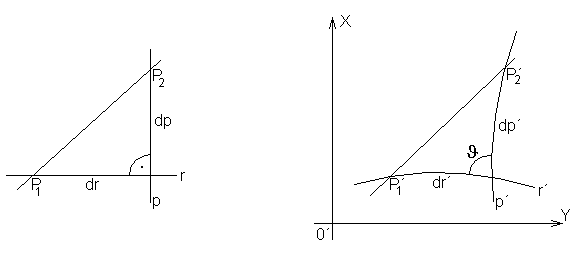 X
P₂
P₂´
dp
dp´
ϑ
P₁
dr
r
P₁´
dr´
r´
p
p´
Y
0´